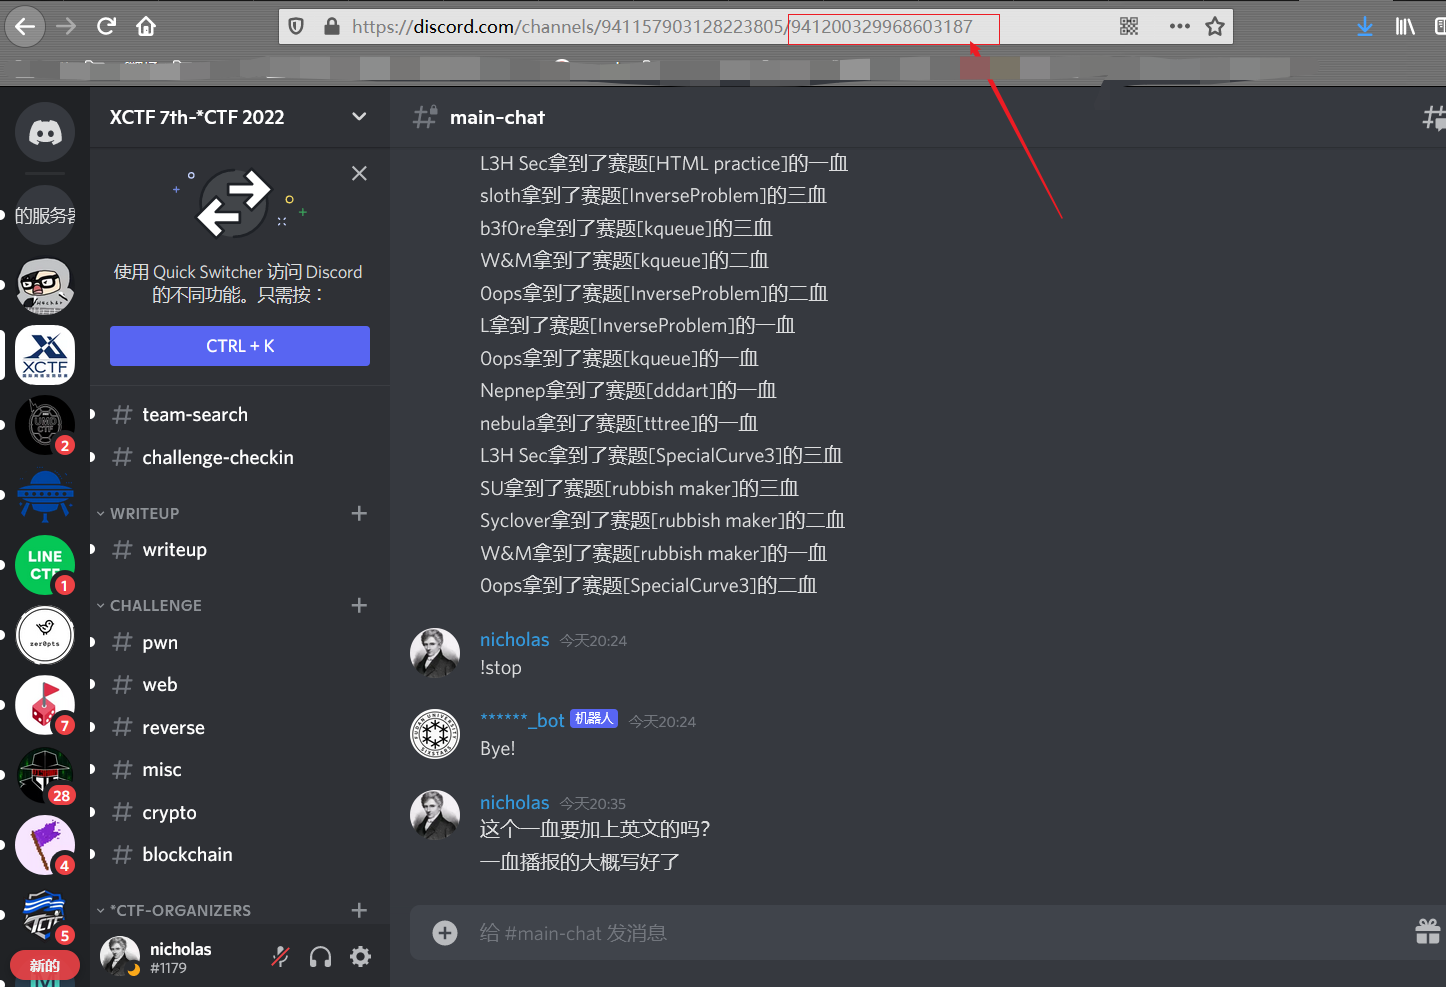 https://discord.com/channels/941157903128223805/941200329968603187
XCTF 7th-*CTF 2022
main-chat
的服务器
使用 Quick Switcher 访问 Discord
的不同功能。只需按：
CTRL + K
XCTF
UMD
CTF
2
LINE
CTF
1
zer0pts
7
28
4
TCTF
5
新的
team-search
challenge-checkin
WRITEUP
writeup
CHALLENGE
pwn
web
reverse
misc
crypto
blockchain
*CTF-ORGANIZERS
nicholas
#1179
L3H Sec拿到了赛题[HTML practice]的一血
sloth拿到了赛题[InverseProblem]的三血
b3f0re拿到了赛题[kqueue]的三血
W&M拿到了赛题[kqueue]的二血
0ops拿到了赛题[InverseProblem]的二血
L拿到了赛题[InverseProblem]的一血
0ops拿到了赛题[kqueue]的一血
Nepnep拿到了赛题[dddart]的一血
nebula拿到了赛题[tttree]的一血
L3H Sec拿到了赛题[SpecialCurve3]的三血
SU拿到了赛题[rubbish maker]的三血
Syclover拿到了赛题[rubbish maker]的二血
W&M拿到了赛题[rubbish maker]的一血
0ops拿到了赛题[SpecialCurve3]的二血
nicholas 今天20:24
!stop
******_bot 机器人 今天20:24
Bye!
nicholas 今天20:35
这个一血要加上英文的吗？
一血播报的大概写好了
给 #main-chat 发消息